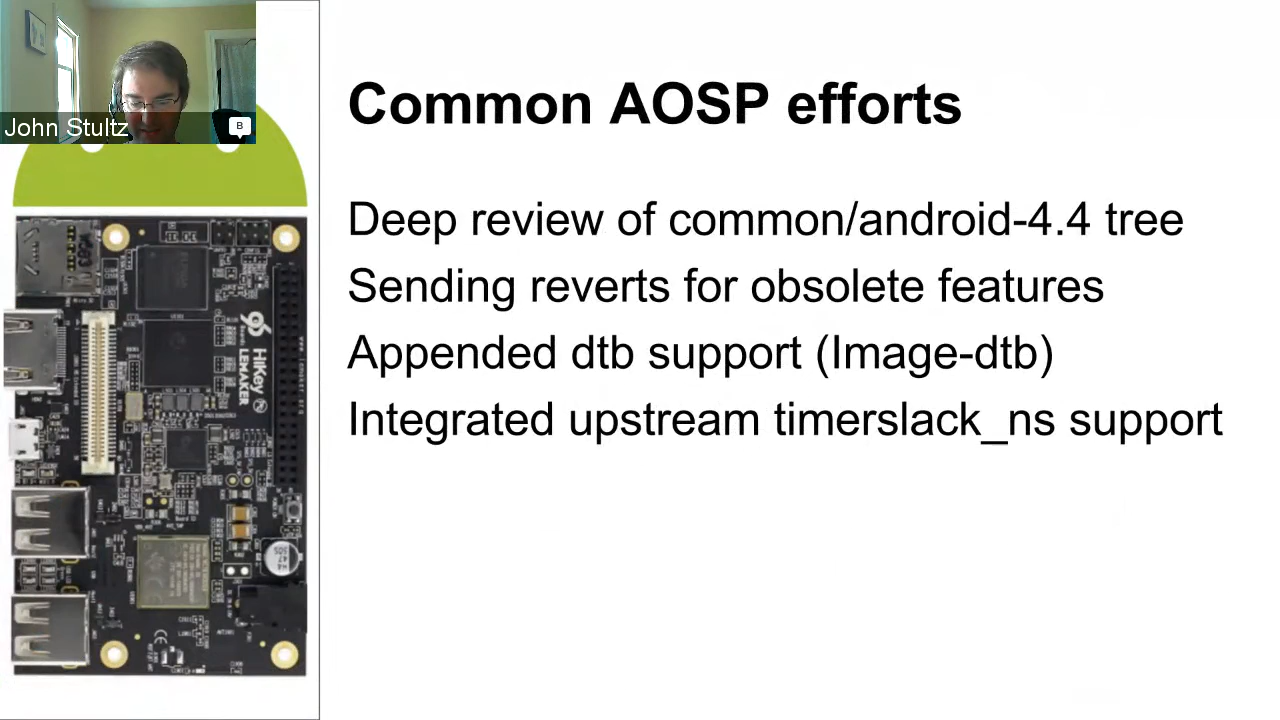 John Stultz
B
Common AOSP efforts
Deep review of common/android-4.4 tree
Sending reverts for obsolete features
Appended dtb support (Image-dtb)
Integrated upstream timerslack_ns support
HiKey
LEMAKER